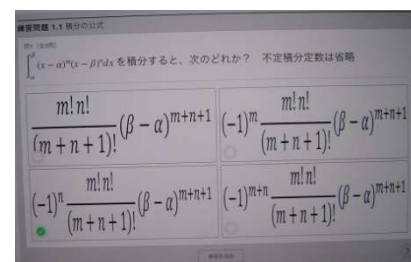 練習問題 1.1 積分の公式
∫_α^β (x − α)^m (x − β)^n dx を積分すると、次のどれか？ 不定積分定数は省略
m! n! / (m + n + 1)! (β − α)^{m+n+1}
(−1)^m m! n! / (m + n + 1)! (β − α)^{m+n+1}
(−1)^n m! n! / (m + n + 1)! (β − α)^{m+n+1}
(−1)^{m+n} m! n! / (m + n + 1)! (β − α)^{m+n+1}